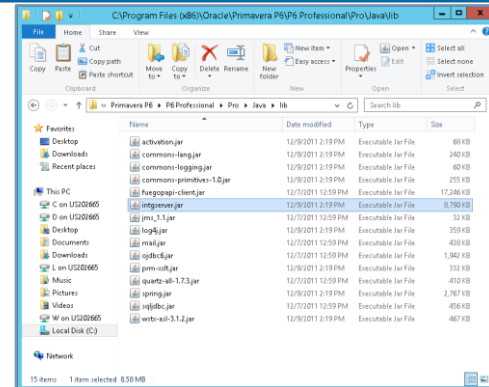 C:\Program Files (x86)\Oracle\Primavera P6\P6 Professional\Pro\Java\lib
File Home Share View
Copy Paste Cut Copy path Paste shortcut Move to Copy to Delete Rename New folder New item Easy access Properties Open Edit Select all Select none Invert selection
Clipboard Organize New Open Select
« Primavera P6 Professional Pro Java lib Search lib
Name Date modified Type Size
Favorites
Desktop
Downloads
Recent places
This PC
C on US202665
D on US202665
Desktop
Documents
Downloads
L on US202665
Music
Pictures
Videos
W on US202665
Local Disk (C:)
Network
activation.jar 12/9/2011 2:19 PM Executable Jar File 68 KB
commons-lang.jar 12/9/2011 2:19 PM Executable Jar File 240 KB
commons-logging.jar 12/9/2011 2:19 PM Executable Jar File 60 KB
commons-primitives-1.0.jar 12/9/2011 2:19 PM Executable Jar File 255 KB
fuegopapi-client.jar 12/7/2011 12:59 PM Executable Jar File 17,246 KB
intgserver.jar 12/9/2011 2:19 PM Executable Jar File 8,790 KB
jms_1.1.jar 12/7/2011 12:59 PM Executable Jar File 32 KB
log4j.jar 12/9/2011 2:19 PM Executable Jar File 359 KB
mail.jar 12/7/2011 12:59 PM Executable Jar File 438 KB
ojdbc6.jar 12/7/2011 12:59 PM Executable Jar File 1,942 KB
prm-xslt.jar 12/9/2011 2:19 PM Executable Jar File 332 KB
quartz-all-1.7.3.jar 12/7/2011 12:59 PM Executable Jar File 410 KB
spring.jar 12/9/2011 2:19 PM Executable Jar File 2,767 KB
sqljdbc.jar 12/7/2011 12:59 PM Executable Jar File 456 KB
wstx-asl-3.1.2.jar 12/9/2011 2:19 PM Executable Jar File 467 KB
15 items 1 item selected 8.58 MB